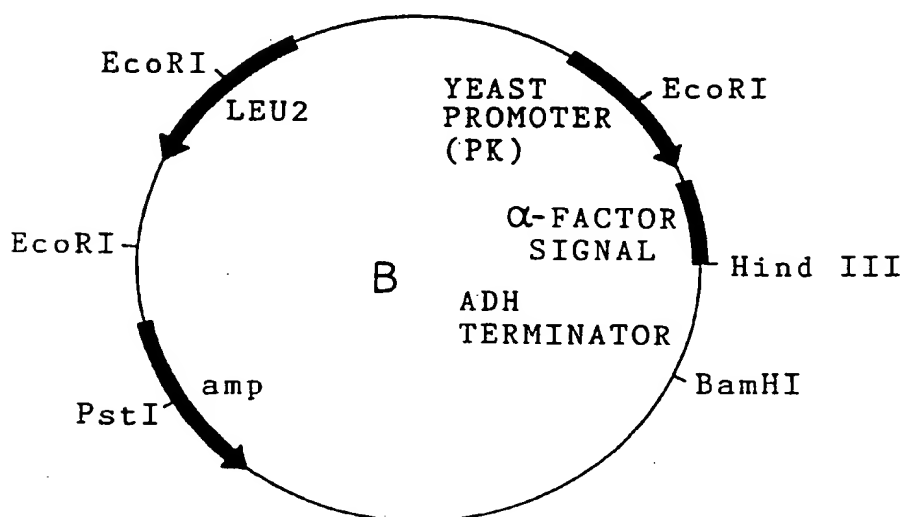 EcoRI
LEU2
YEAST
PROMOTER
(PK)
EcoRI
α-FACTOR
SIGNAL
Hind III
EcoRI
B
ADH
TERMINATOR
BamHI
amp
PstI